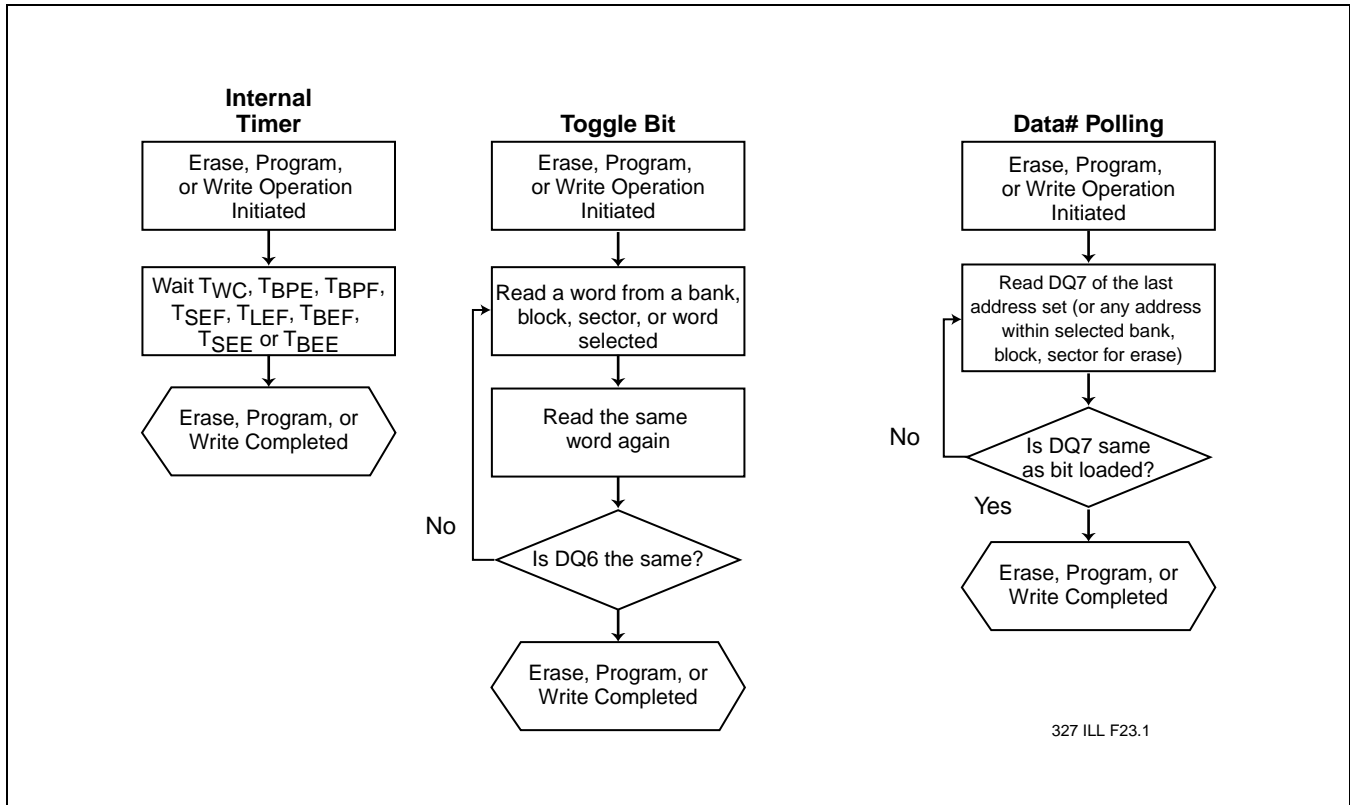 Internal
Timer
Erase, Program,
or Write Operation
Initiated
Wait TWC, TBPE, TBPF,
TSEF, TLEF, TBEF,
TSEE or TBEE
Erase, Program, or
Write Completed
Toggle Bit
Erase, Program,
or Write Operation
Initiated
Read a word from a bank,
block, sector, or word
selected
Read the same
word again
No
Is DQ6 the same?
Erase, Program, or
Write Completed
Data# Polling
Erase, Program,
or Write Operation
Initiated
Read DQ7 of the last
address set (or any address
within selected bank,
block, sector for erase)
No
Is DQ7 same
as bit loaded?
Yes
Erase, Program, or
Write Completed
327 ILL F23.1